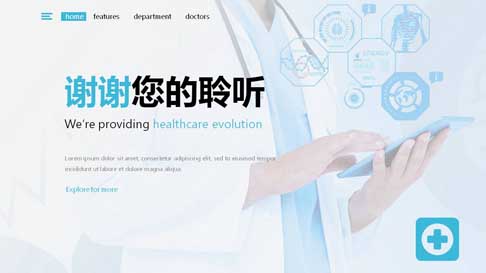 home features department doctors
谢谢您的聆听
We're providing healthcare evolution
Lorem ipsum dolor sit amet, consectetur adipiscing elit, sed to eiusmod tempor
incididunt ut labore et dolore magna aliqua.
Explore for more